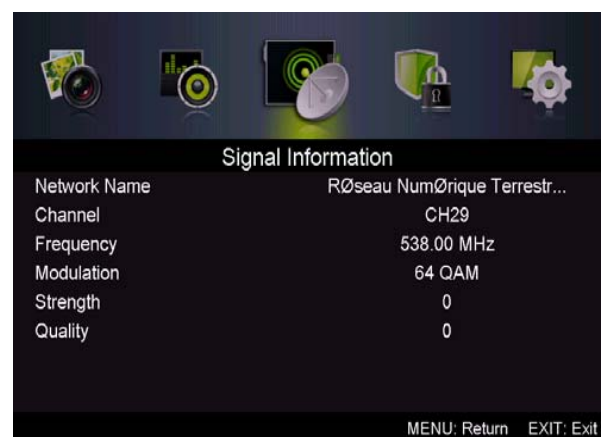 Signal Information
Network Name RØseau NumØrique Terrestr...
Channel CH29
Frequency 538.00 MHz
Modulation 64 QAM
Strength 0
Quality 0
MENU: Return EXIT: Exit